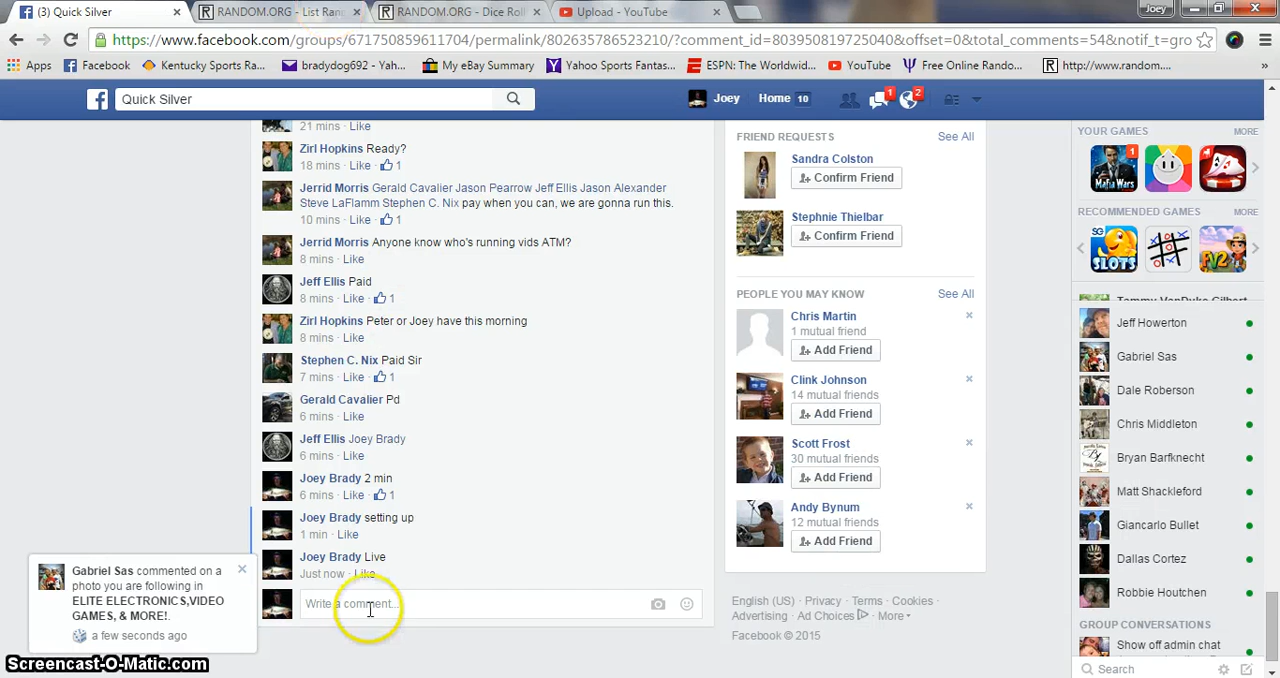 (3) Quick Silver
RANDOM.ORG - List Ran
RANDOM.ORG - Dice Roll
Upload - YouTube
Joey
https://www.facebook.com/groups/671750859611704/permalink/802635786523210/?comment_id=803950819725040&offset=0&total_comments=54&notif_t=gro
Apps
Facebook
Kentucky Sports Ra...
bradydog692 - Yah...
My eBay Summary
Yahoo Sports Fantas...
ESPN: The Worldwid...
YouTube
Free Online Rando...
http://www.random....
Quick Silver
Joey
Home 10
1
2
21 mins · Like
Zirl Hopkins Ready?
18 mins · Like · 1
Jerrid Morris Gerald Cavalier Jason Pearrow Jeff Ellis Jason Alexander
Steve LaFlamm Stephen C. Nix pay when you can, we are gonna run this.
10 mins · Like · 1
Jerrid Morris Anyone know who's running vids ATM?
8 mins · Like
Jeff Ellis Paid
8 mins · Like · 1
Zirl Hopkins Peter or Joey have this morning
8 mins · Like
Stephen C. Nix Paid Sir
7 mins · Like · 1
Gerald Cavalier Pd
6 mins · Like
Jeff Ellis Joey Brady
6 mins · Like
Joey Brady 2 min
6 mins · Like · 1
Joey Brady setting up
1 min · Like
Joey Brady Live
Just now · Like
Write a comment...
Gabriel Sas commented on a
photo you are following in
ELITE ELECTRONICS,VIDEO
GAMES, & MORE!.
a few seconds ago
Screencast-O-Matic.com
FRIEND REQUESTS
See All
Sandra Colston
Confirm Friend
Stephnie Thielbar
Confirm Friend
PEOPLE YOU MAY KNOW
See All
Chris Martin
1 mutual friend
Add Friend
Clink Johnson
14 mutual friends
Add Friend
Scott Frost
30 mutual friends
Add Friend
Andy Bynum
12 mutual friends
Add Friend
English (US) · Privacy · Terms · Cookies ·
Advertising · Ad Choices · More
Facebook © 2015
YOUR GAMES
MORE
Mafia Wars
1
RECOMMENDED GAMES
MORE
SG
SLOTS
FV2
Tammy VanDuke Gilbert
Jeff Howerton
Gabriel Sas
Dale Roberson
Chris Middleton
Bryan Barfknecht
Matt Shackleford
Giancarlo Bullet
Dallas Cortez
Robbie Houtchen
GROUP CONVERSATIONS
Show off admin chat
Search